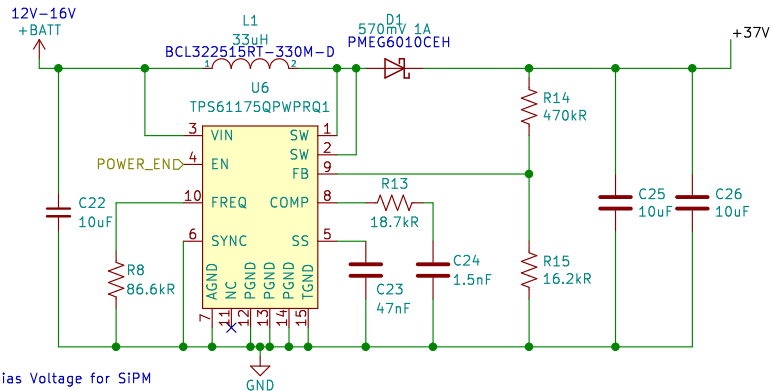 12V-16V
+BATT
L1
33uH
BCL322515RT-330M-D
1
2
D1
570mV 1A
PMEG6010CEH
+37V
U6
TPS61175QPWPRQ1
3 VIN
SW 1
SW 2
POWER_EN
4 EN
FB 9
10 FREQ
COMP 8
6 SYNC
SS 5
AGND
NC
PGND
PGND
PGND
TGND
7
11
12
13
14
15
R14
470kR
R13
18.7kR
C22
10uF
R8
86.6kR
C23
47nF
C24
1.5nF
R15
16.2kR
C25
10uF
C26
10uF
GND
ias Voltage for SiPM